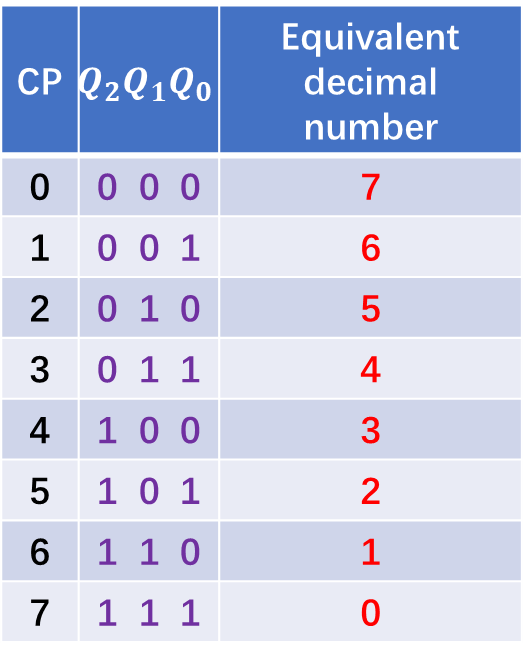 CP Q₂Q₁Q₀ Equivalent
decimal
number
0 0 0 0 7
1 0 0 1 6
2 0 1 0 5
3 0 1 1 4
4 1 0 0 3
5 1 0 1 2
6 1 1 0 1
7 1 1 1 0